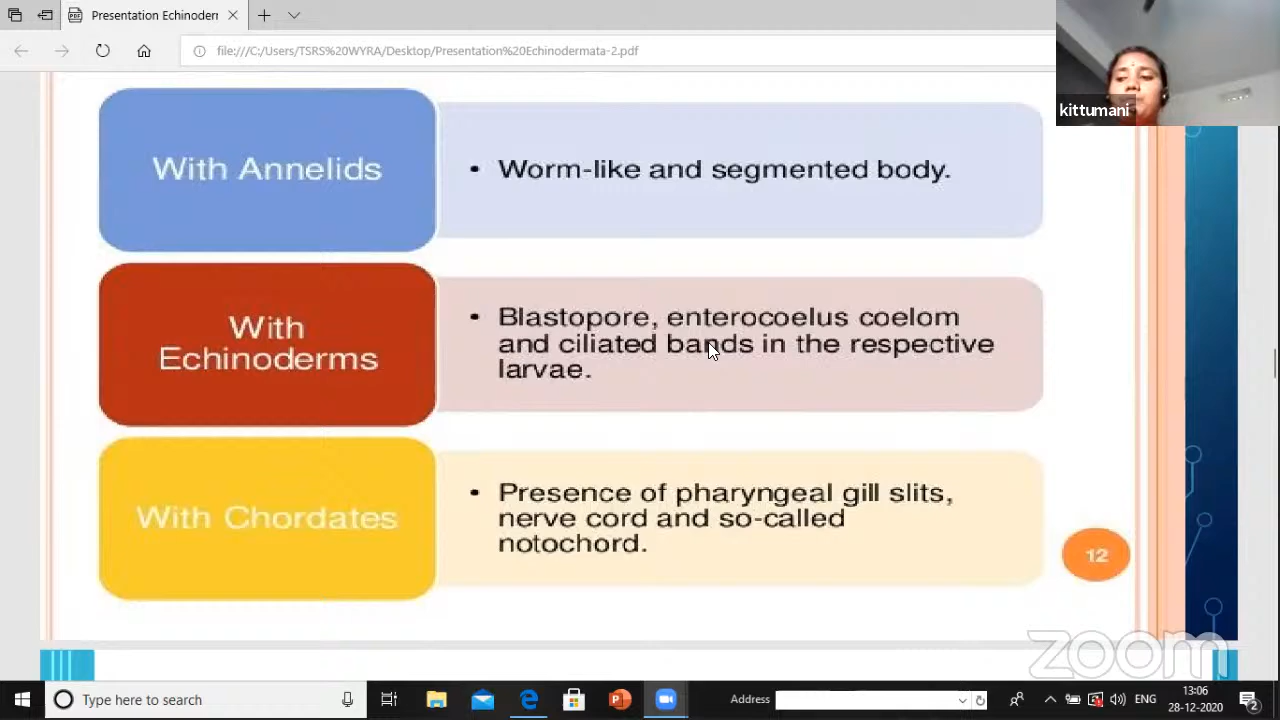 Presentation Echinoderr
file:///C:/Users/TSRS%20WYRA/Desktop/Presentation%20Echinodermata-2.pdf
kittumani
With Annelids
• Worm-like and segmented body.
With
Echinoderms
• Blastopore, enterocoelus coelom
and ciliated bands in the respective
larvae.
With Chordates
• Presence of pharyngeal gill slits,
nerve cord and so-called
notochord.
12
zoom
Type here to search
Address
ENG
13:06
28-12-2020
2